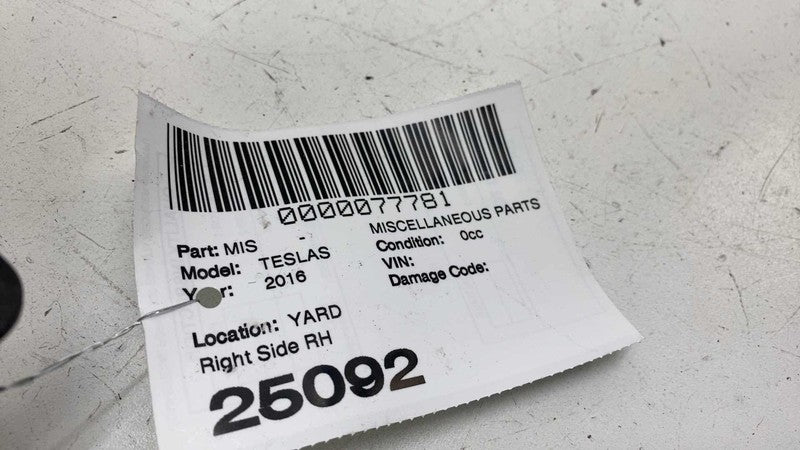 0000077781
Part: MIS - MISCELLANEOUS PARTS
Model: TESLAS Condition: 0cc
Year: 2016 VIN:
Damage Code:
Location: YARD
Right Side RH
25092